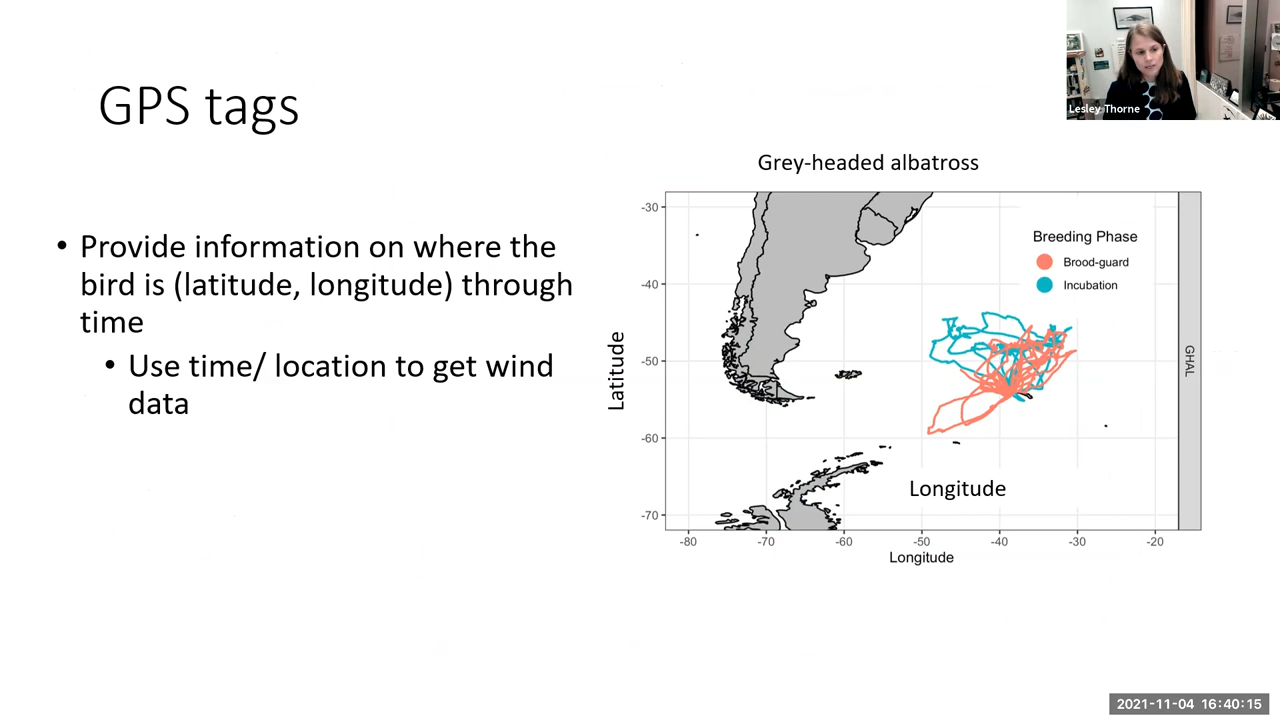 GPS tags
Lesley Thorne
• Provide information on where the
bird is (latitude, longitude) through
time
• Use time/ location to get wind
data
Grey-headed albatross
Latitude
-30
-40
-50
-60
-70
Breeding Phase
Brood-guard
Incubation
GHAL
Longitude
-80 -70 -60 -50 -40 -30 -20
Longitude
2021-11-04 16:40:15